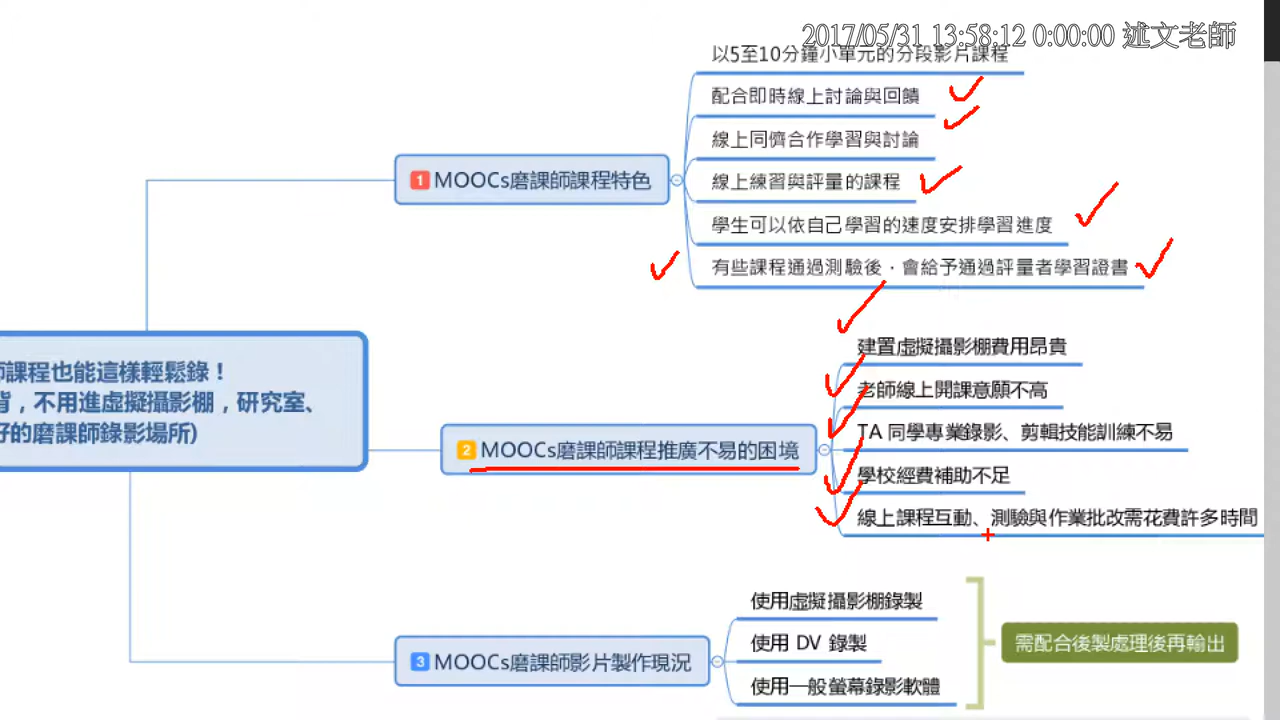 2017/05/31 13:58:12 0:00:00 述文老師
以5至10分鐘小單元的分段影片課程
配合即時線上討論與回饋
線上同儕合作學習與討論
1 MOOCs磨課師課程特色
線上練習與評量的課程
學生可以依自己學習的速度安排學習進度
有些課程通過測驗後，會給予通過評量者學習證書
師課程也能這樣輕鬆錄！
背，不用進虛擬攝影棚，研究室、
好的磨課師錄影場所)
建置虛擬攝影棚費用昂貴
老師線上開課意願不高
TA 同學專業錄影、剪輯技能訓練不易
2 MOOCs磨課師課程推廣不易的困境
學校經費補助不足
線上課程互動、測驗與作業批改需花費許多時間
使用虛擬攝影棚錄製
使用 DV 錄製
3 MOOCs磨課師影片製作現況
使用一般螢幕錄影軟體
需配合後製處理後再輸出